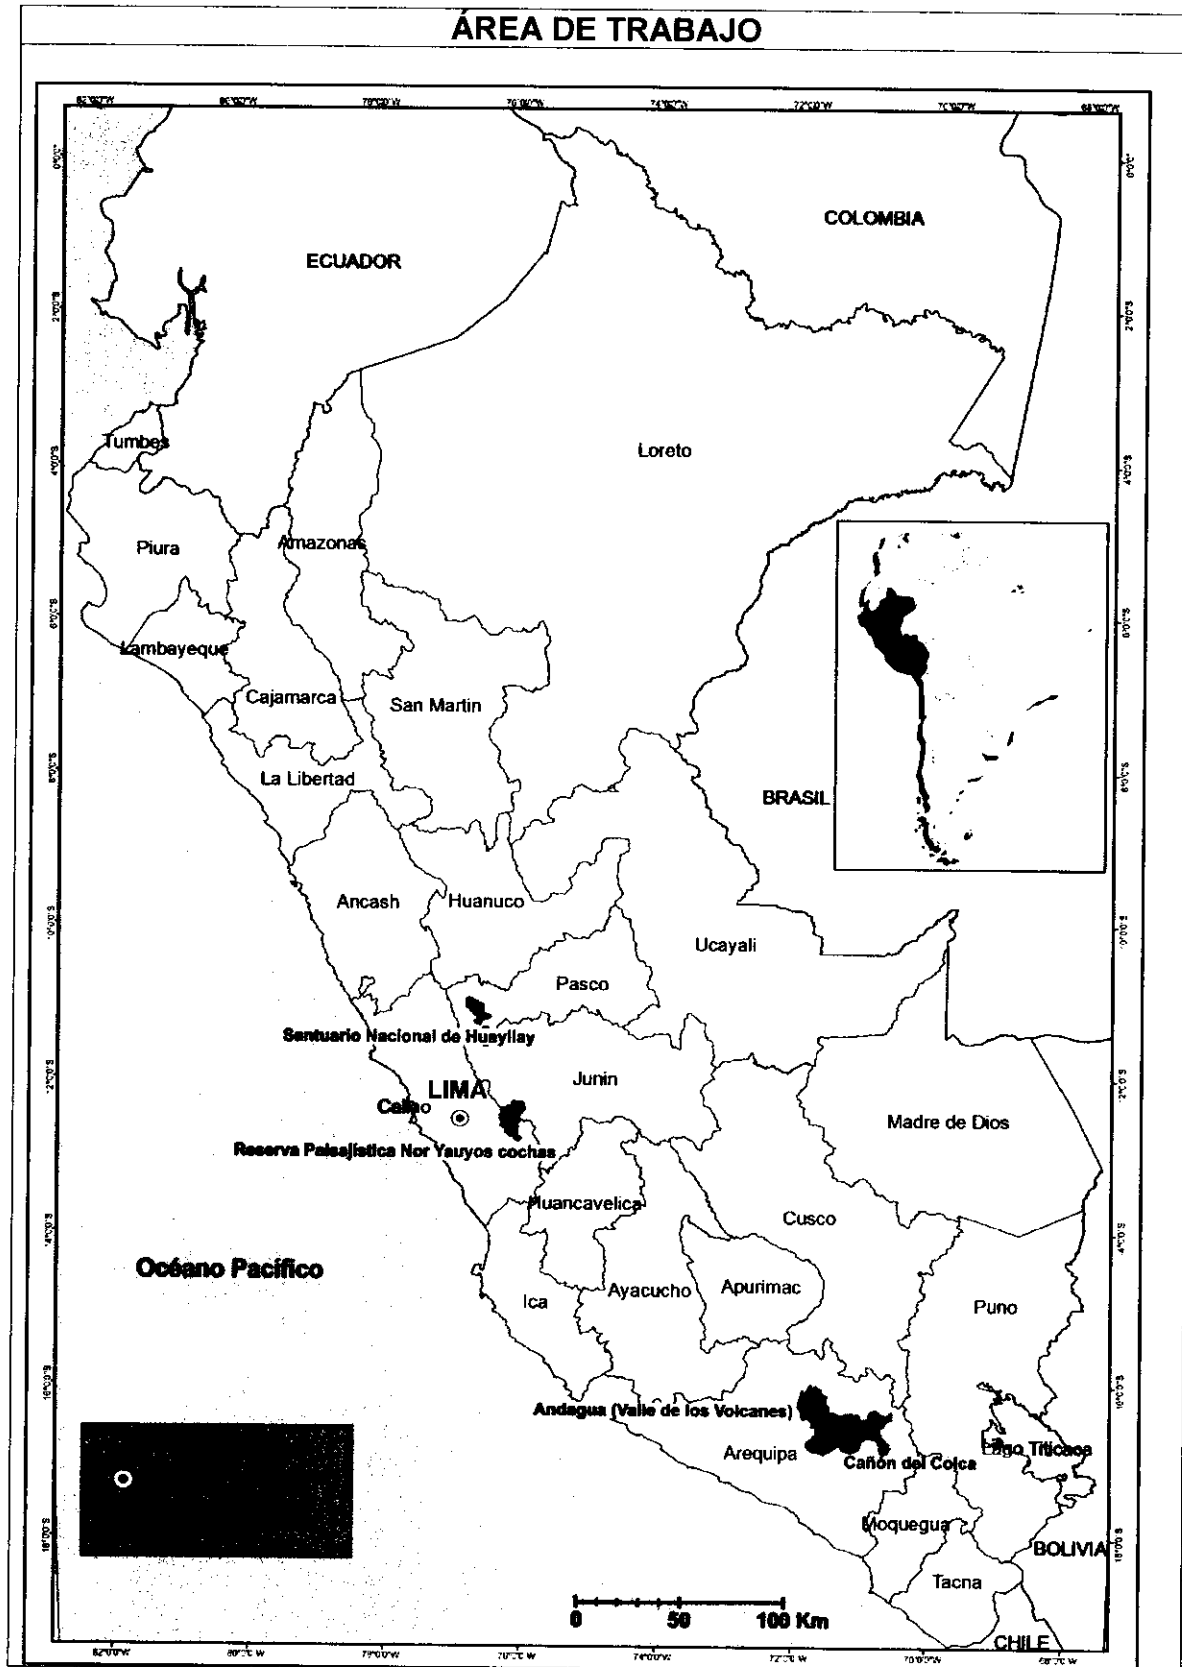 ÁREA DE TRABAJO
COLOMBIA
ECUADOR
Tumbes
Loreto
Piura
Amazonas
Lambayeque
Cajamarca
San Martin
La Libertad
BRASIL
Ancash
Huanuco
Ucayali
Pasco
Santuario Nacional de Huayllay
Junin
LIMA
Callao
Madre de Dios
Reserva Paisajística Nor Yauyos cochas
Huancavelica
Cusco
Océano Pacífico
Ayacucho
Apurimac
Ica
Puno
Andagua (Valle de los Volcanes)
Arequipa
Lago Titicaca
Cañón del Colca
Moquegua
BOLIVIA
Tacna
0 50 100 Km
CHILE